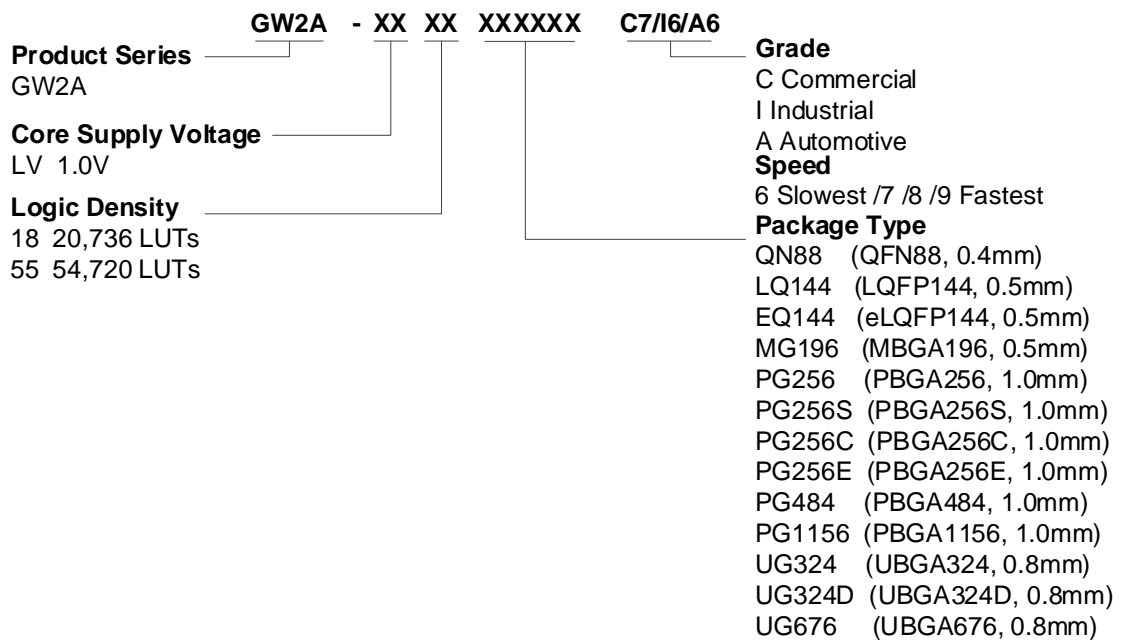 GW2A - XX XX XXXXXX C7/I6/A6
Product Series
GW2A
Core Supply Voltage
LV 1.0V
Logic Density
18 20,736 LUTs
55 54,720 LUTs
Grade
C Commercial
I Industrial
A Automotive
Speed
6 Slowest /7 /8 /9 Fastest
Package Type
QN88 (QFN88, 0.4mm)
LQ144 (LQFP144, 0.5mm)
EQ144 (eLQFP144, 0.5mm)
MG196 (MBGA196, 0.5mm)
PG256 (PBGA256, 1.0mm)
PG256S (PBGA256S, 1.0mm)
PG256C (PBGA256C, 1.0mm)
PG256E (PBGA256E, 1.0mm)
PG484 (PBGA484, 1.0mm)
PG1156 (PBGA1156, 1.0mm)
UG324 (UBGA324, 0.8mm)
UG324D (UBGA324D, 0.8mm)
UG676 (UBGA676, 0.8mm)